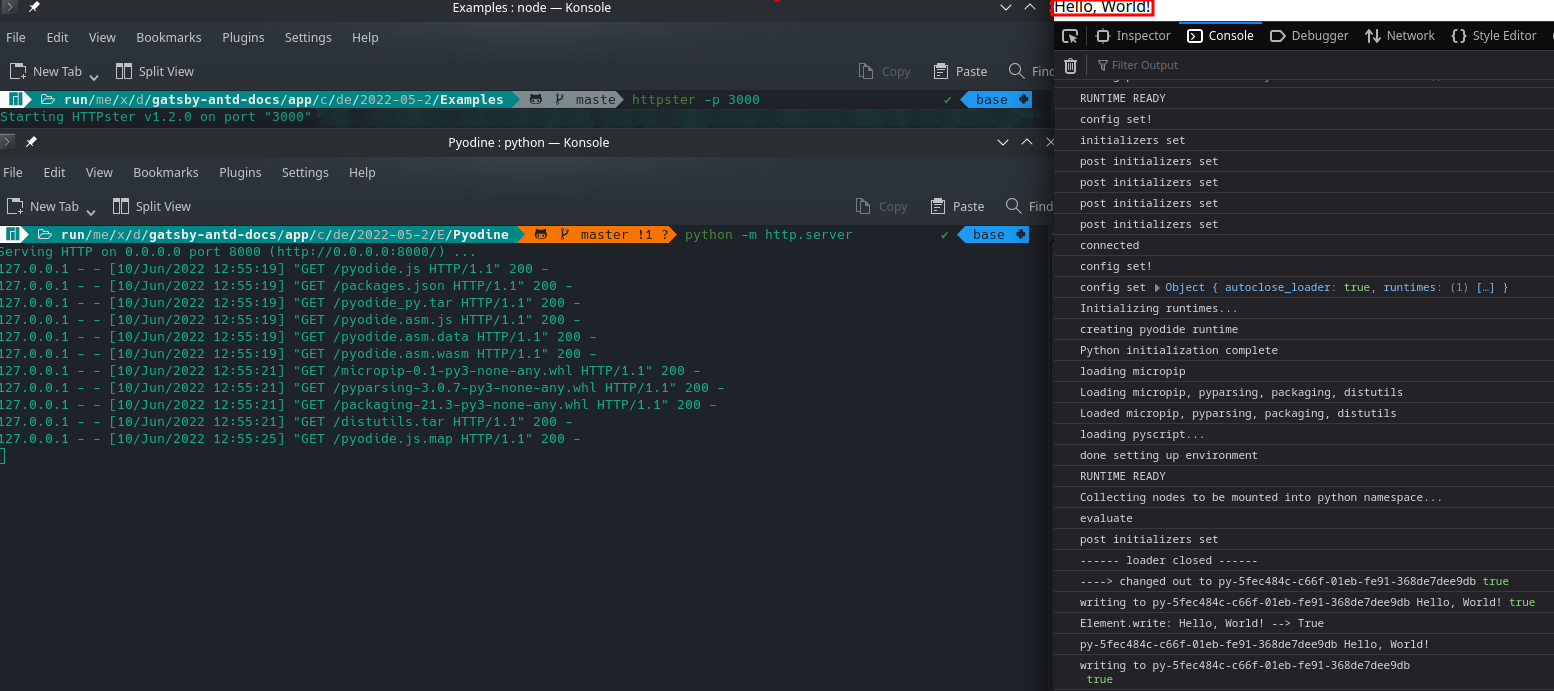 Examples : node — Konsole
File Edit View Bookmarks Plugins Settings Help
New Tab Split View Copy Paste Find
run/me/x/d/gatsby-antd-docs/app/c/de/2022-05-2/Examples maste httpster -p 3000 ✔ base
Starting HTTPster v1.2.0 on port "3000"
Pyodine : python — Konsole
File Edit View Bookmarks Plugins Settings Help
New Tab Split View Copy Paste Find
run/me/x/d/gatsby-antd-docs/app/c/de/2022-05-2/E/Pyodine master !1 ? python -m http.server ✔ base
Serving HTTP on 0.0.0.0 port 8000 (http://0.0.0.0:8000/) ...
127.0.0.1 - - [10/Jun/2022 12:55:19] "GET /pyodide.js HTTP/1.1" 200 -
127.0.0.1 - - [10/Jun/2022 12:55:19] "GET /packages.json HTTP/1.1" 200 -
127.0.0.1 - - [10/Jun/2022 12:55:19] "GET /pyodide_py.tar HTTP/1.1" 200 -
127.0.0.1 - - [10/Jun/2022 12:55:19] "GET /pyodide.asm.js HTTP/1.1" 200 -
127.0.0.1 - - [10/Jun/2022 12:55:19] "GET /pyodide.asm.data HTTP/1.1" 200 -
127.0.0.1 - - [10/Jun/2022 12:55:19] "GET /pyodide.asm.wasm HTTP/1.1" 200 -
127.0.0.1 - - [10/Jun/2022 12:55:21] "GET /micropip-0.1-py3-none-any.whl HTTP/1.1" 200 -
127.0.0.1 - - [10/Jun/2022 12:55:21] "GET /pyparsing-3.0.7-py3-none-any.whl HTTP/1.1" 200 -
127.0.0.1 - - [10/Jun/2022 12:55:21] "GET /packaging-21.3-py3-none-any.whl HTTP/1.1" 200 -
127.0.0.1 - - [10/Jun/2022 12:55:21] "GET /distutils.tar HTTP/1.1" 200 -
127.0.0.1 - - [10/Jun/2022 12:55:25] "GET /pyodide.js.map HTTP/1.1" 200 -
Hello, World!
Inspector Console Debugger Network Style Editor
Filter Output
RUNTIME READY
config set!
initializers set
post initializers set
post initializers set
post initializers set
post initializers set
connected
config set!
config set Object { autoclose_loader: true, runtimes: (1) […] }
Initializing runtimes...
creating pyodide runtime
Python initialization complete
loading micropip
Loading micropip, pyparsing, packaging, distutils
Loaded micropip, pyparsing, packaging, distutils
loading pyscript...
done setting up environment
RUNTIME READY
Collecting nodes to be mounted into python namespace...
evaluate
post initializers set
------ loader closed ------
----> changed out to py-5fec484c-c66f-01eb-fe91-368de7dee9db true
writing to py-5fec484c-c66f-01eb-fe91-368de7dee9db Hello, World! true
Element.write: Hello, World! --> True
py-5fec484c-c66f-01eb-fe91-368de7dee9db Hello, World!
writing to py-5fec484c-c66f-01eb-fe91-368de7dee9db
true